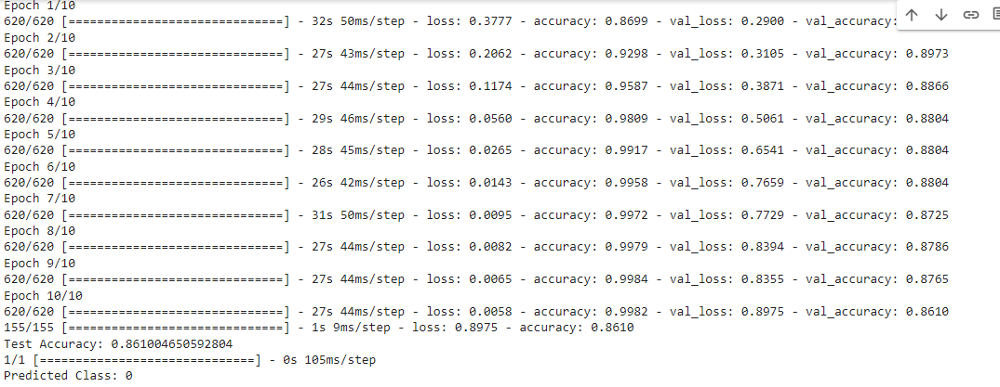 Epoch 1/10
620/620 [==============================] - 32s 50ms/step - loss: 0.3777 - accuracy: 0.8699 - val_loss: 0.2900 - val_accuracy:
Epoch 2/10
620/620 [==============================] - 27s 43ms/step - loss: 0.2062 - accuracy: 0.9298 - val_loss: 0.3105 - val_accuracy: 0.8973
Epoch 3/10
620/620 [==============================] - 27s 44ms/step - loss: 0.1174 - accuracy: 0.9587 - val_loss: 0.3871 - val_accuracy: 0.8866
Epoch 4/10
620/620 [==============================] - 29s 46ms/step - loss: 0.0560 - accuracy: 0.9809 - val_loss: 0.5061 - val_accuracy: 0.8804
Epoch 5/10
620/620 [==============================] - 28s 45ms/step - loss: 0.0265 - accuracy: 0.9917 - val_loss: 0.6541 - val_accuracy: 0.8804
Epoch 6/10
620/620 [==============================] - 26s 42ms/step - loss: 0.0143 - accuracy: 0.9958 - val_loss: 0.7659 - val_accuracy: 0.8804
Epoch 7/10
620/620 [==============================] - 31s 50ms/step - loss: 0.0095 - accuracy: 0.9972 - val_loss: 0.7729 - val_accuracy: 0.8725
Epoch 8/10
620/620 [==============================] - 27s 44ms/step - loss: 0.0082 - accuracy: 0.9979 - val_loss: 0.8394 - val_accuracy: 0.8786
Epoch 9/10
620/620 [==============================] - 27s 44ms/step - loss: 0.0065 - accuracy: 0.9984 - val_loss: 0.8355 - val_accuracy: 0.8765
Epoch 10/10
620/620 [==============================] - 27s 44ms/step - loss: 0.0058 - accuracy: 0.9982 - val_loss: 0.8975 - val_accuracy: 0.8610
155/155 [==============================] - 1s 9ms/step - loss: 0.8975 - accuracy: 0.8610
Test Accuracy: 0.861004650592804
1/1 [==============================] - 0s 105ms/step
Predicted Class: 0